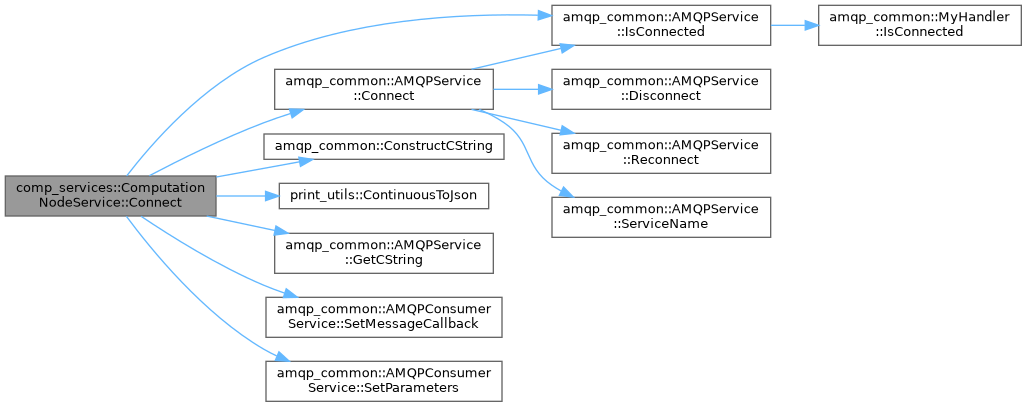 comp_services::Computation
NodeService::Connect
amqp_common::AMQPService
::IsConnected
amqp_common::MyHandler
::IsConnected
amqp_common::AMQPService
::Connect
amqp_common::AMQPService
::Disconnect
amqp_common::AMQPService
::Reconnect
amqp_common::AMQPService
::ServiceName
amqp_common::ConstructCString
print_utils::ContinuousToJson
amqp_common::AMQPService
::GetCString
amqp_common::AMQPConsumer
Service::SetMessageCallback
amqp_common::AMQPConsumer
Service::SetParameters